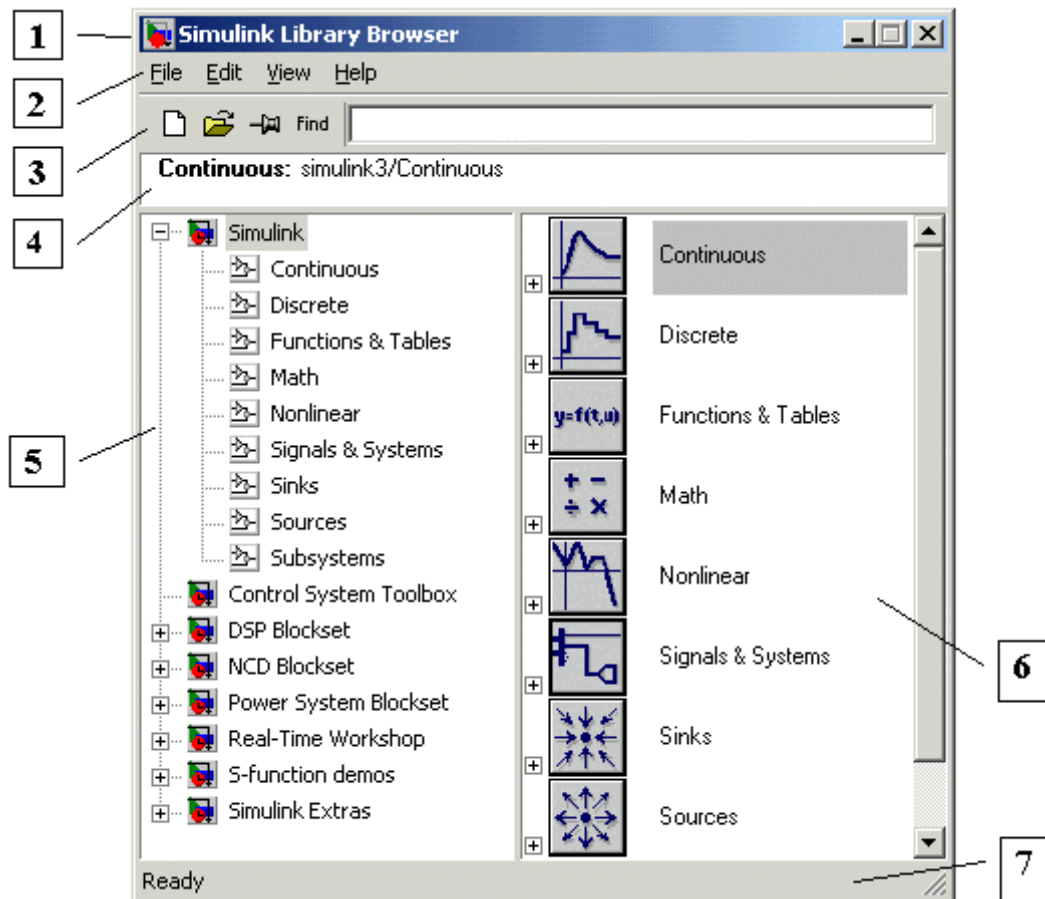 1
Simulink Library Browser
2
File Edit View Help
3
Find
4
Continuous: simulink3/Continuous
5
Simulink
Continuous
Discrete
Functions & Tables
Math
Nonlinear
Signals & Systems
Sinks
Sources
Subsystems
Control System Toolbox
DSP Blockset
NCD Blockset
Power System Blockset
Real-Time Workshop
S-function demos
Simulink Extras
Continuous
Discrete
y=f(t,u)
Functions & Tables
+ −
÷ ×
Math
Nonlinear
Signals & Systems
Sinks
Sources
6
Ready
7